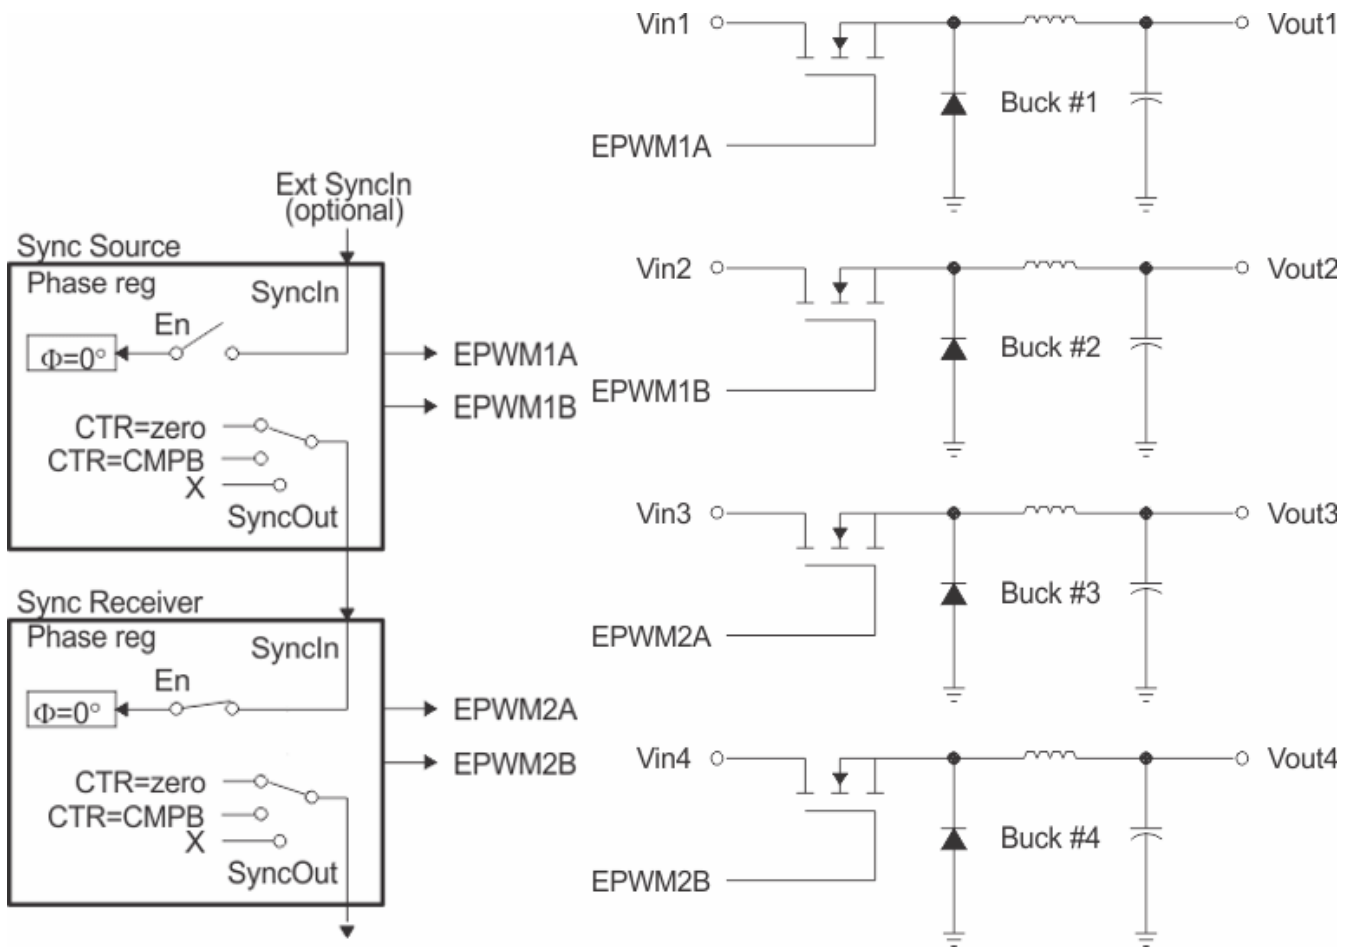 Ext SyncIn
(optional)
Sync Source
Phase reg
SyncIn
En
Φ=0°
EPWM1A
EPWM1B
CTR=zero
CTR=CMPB
X
SyncOut
Sync Receiver
Phase reg
SyncIn
En
Φ=0°
EPWM2A
EPWM2B
CTR=zero
CTR=CMPB
X
SyncOut
Vin1
Vout1
Buck #1
EPWM1A
Vin2
Vout2
Buck #2
EPWM1B
Vin3
Vout3
Buck #3
EPWM2A
Vin4
Vout4
Buck #4
EPWM2B